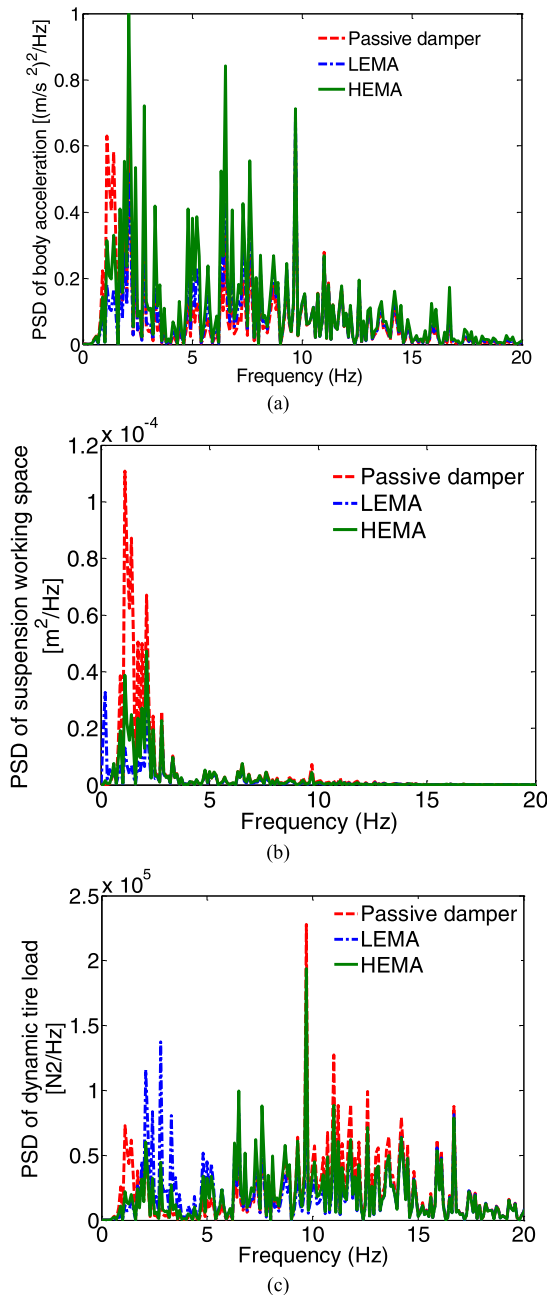 1
0.8
0.6
0.4
0.2
0
0 5 10 15 20
PSD of body acceleration [(m/s ²)²/Hz]
Passive damper
LEMA
HEMA
Frequency (Hz)
(a)
x 10⁻⁴
1.2
1
0.8
0.6
0.4
0.2
0
0 5 10 15 20
PSD of suspension working space
[m²/Hz]
Passive damper
LEMA
HEMA
Frequency (Hz)
(b)
x 10⁵
2.5
2
1.5
1
0.5
0
0 5 10 15 20
PSD of dynamic tire load
[N2/Hz]
Passive damper
LEMA
HEMA
Frequency (Hz)
(c)